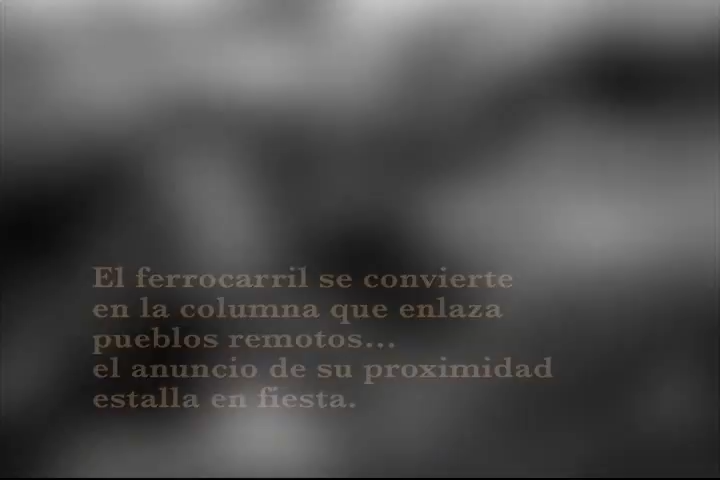 El ferrocarril se convierte
en la columna que enlaza
pueblos remotos...
el anuncio de su proximidad
estalla en fiesta.